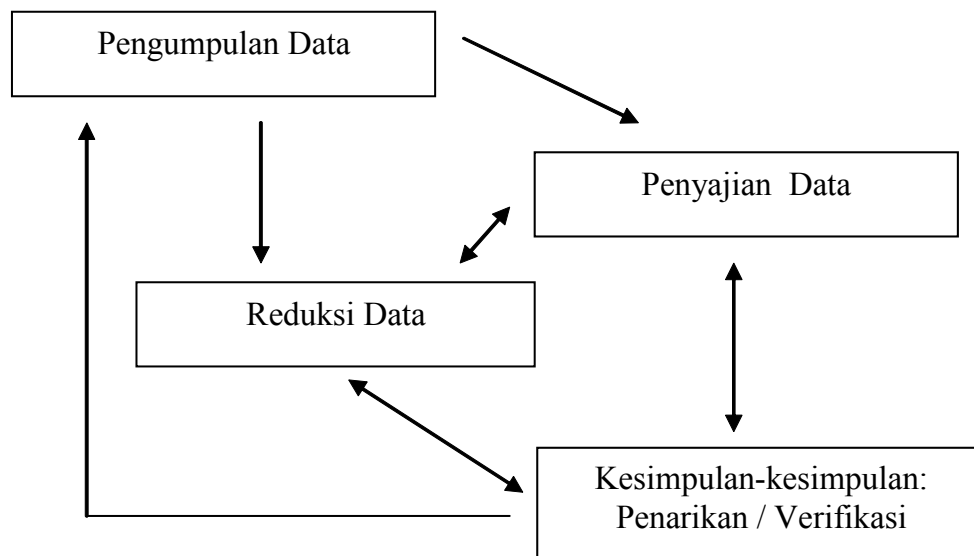 Pengumpulan Data
Penyajian Data
Reduksi Data
Kesimpulan-kesimpulan:
Penarikan / Verifikasi